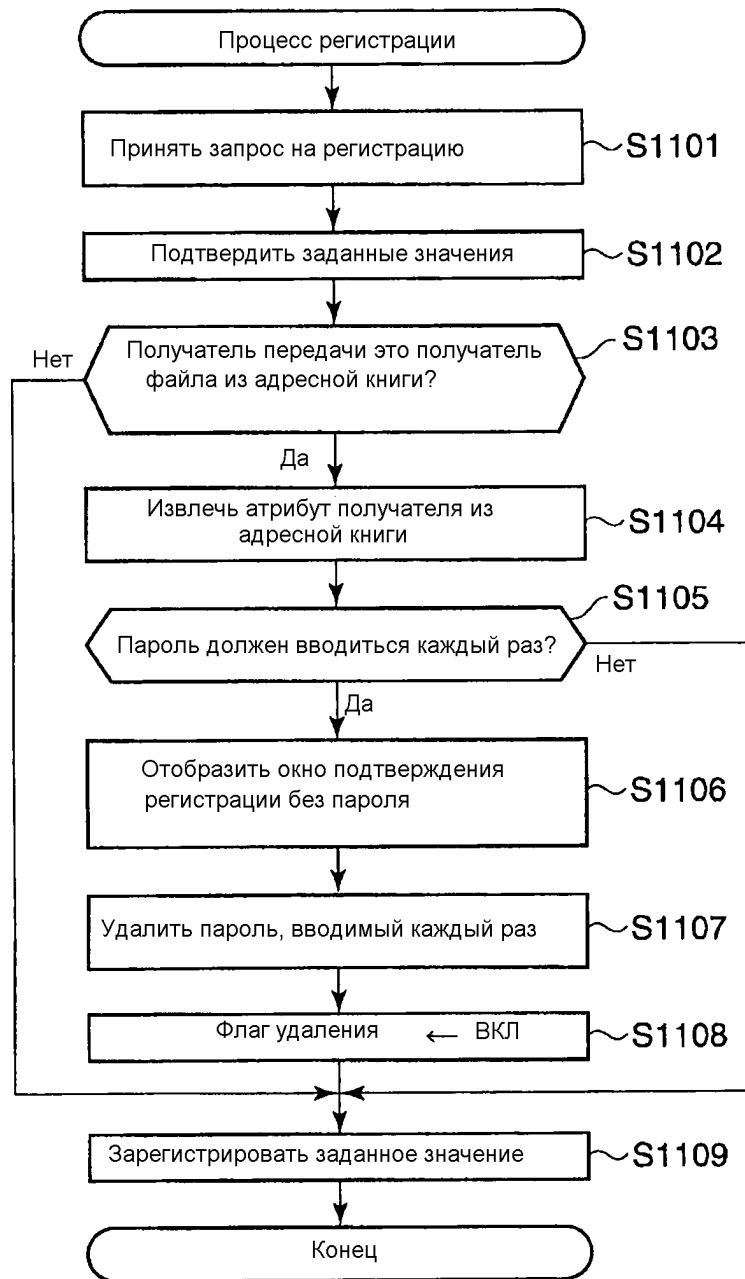 Процесс регистрации
Принять запрос на регистрацию
S1101
Подтвердить заданные значения
S1102
Получатель передачи это получатель
файла из адресной книги?
S1103
Нет
Да
Извлечь атрибут получателя из
адресной книги
S1104
Пароль должен вводиться каждый раз?
S1105
Нет
Да
Отобразить окно подтверждения
регистрации без пароля
S1106
Удалить пароль, вводимый каждый раз
S1107
Флаг удаления ← ВКЛ
S1108
Зарегистрировать заданное значение
S1109
Конец